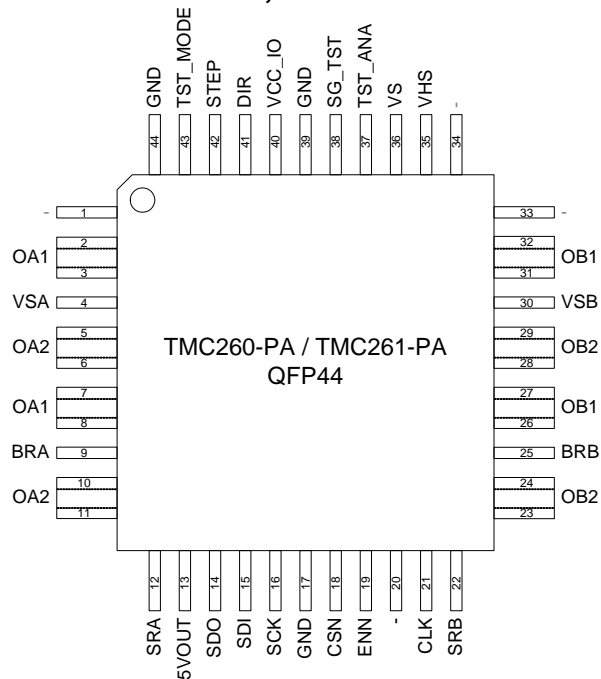 GND
TST_MODE
STEP
DIR
VCC_IO
GND
SG_TST
TST_ANA
VS
VHS
-
44
43
42
41
40
39
38
37
36
35
34
- 1
33 -
OA1
2
3
32
31
OB1
VSA 4
30 VSB
OA2
5
6
29
28
OB2
TMC260-PA / TMC261-PA
QFP44
OA1
7
8
27
26
OB1
BRA 9
25 BRB
OA2
10
11
24
23
OB2
12
13
14
15
16
17
18
19
20
21
22
SRA
5VOUT
SDO
SDI
SCK
GND
CSN
ENN
-
CLK
SRB